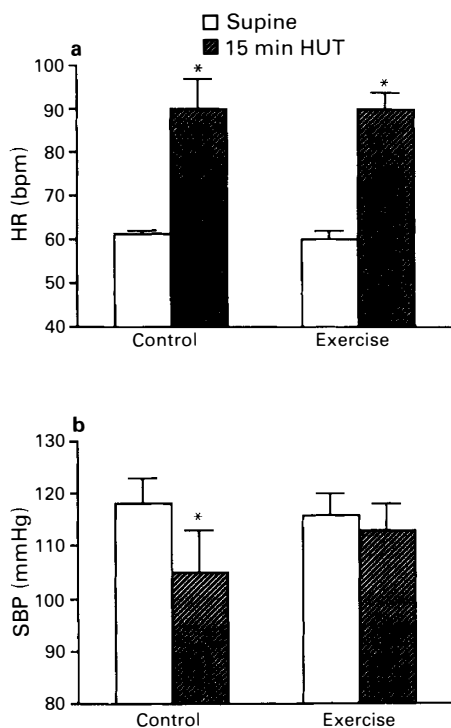 Supine
15 min HUT
a
100
90
80
70
60
50
40
HR (bpm)
*
*
Control Exercise
b
130
120
110
100
90
80
SBP (mmHg)
*
Control Exercise